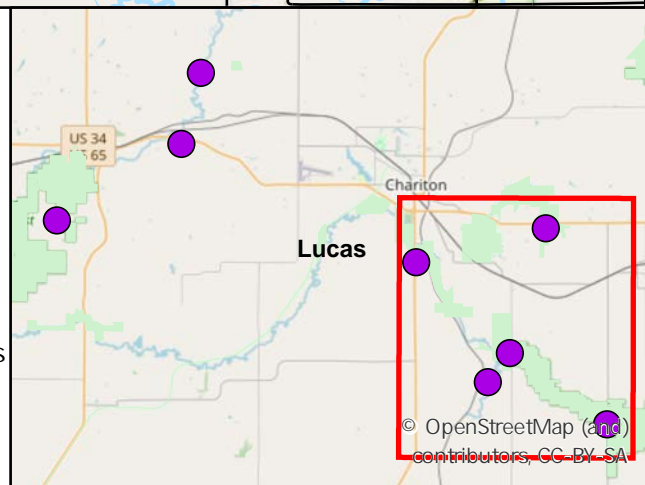 US 34
US 65
Chariton
Lucas
s
© OpenStreetMap (and)
contributors, CC-BY-SA